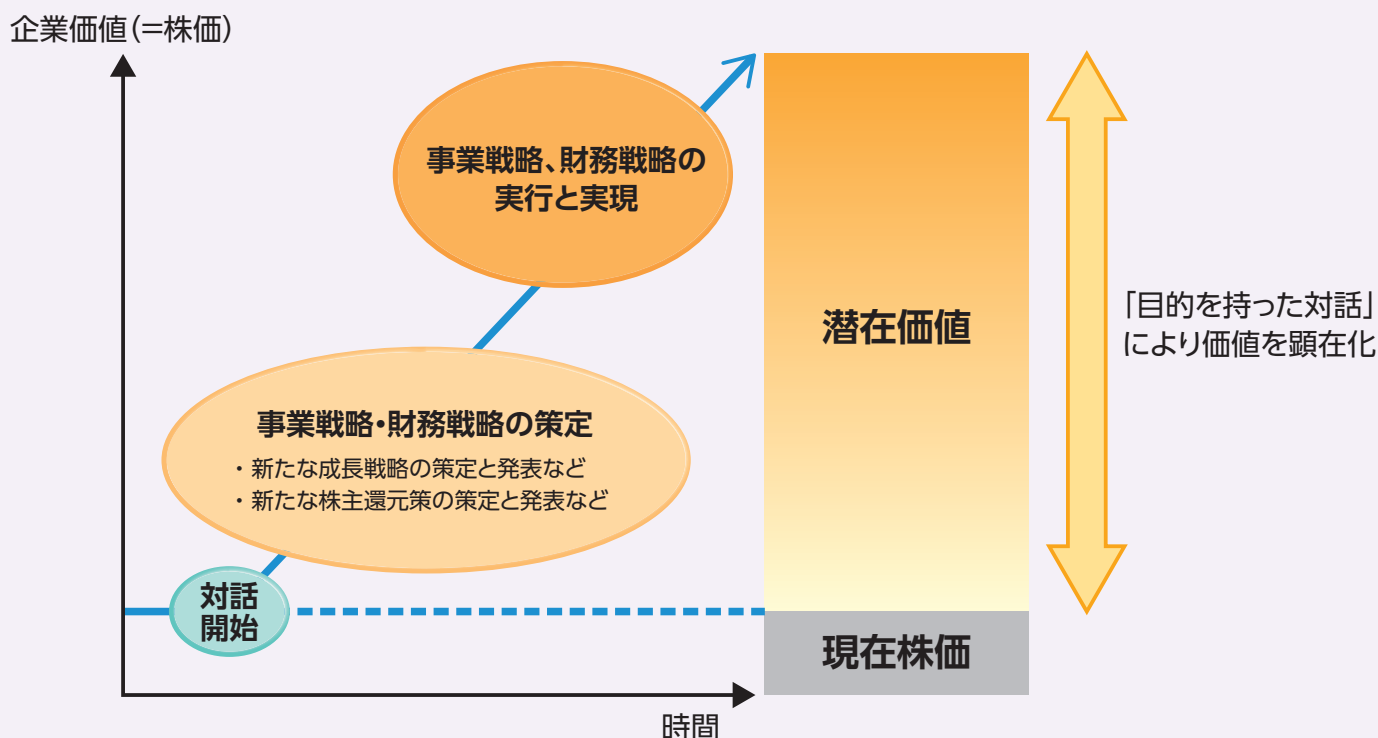 企業価値(=株価)
事業戦略、財務戦略の
実行と実現
潜在価値
「目的を持った対話」
により価値を顕在化
事業戦略・財務戦略の策定
・新たな成長戦略の策定と発表など
・新たな株主還元策の策定と発表など
対話
開始
現在株価
時間